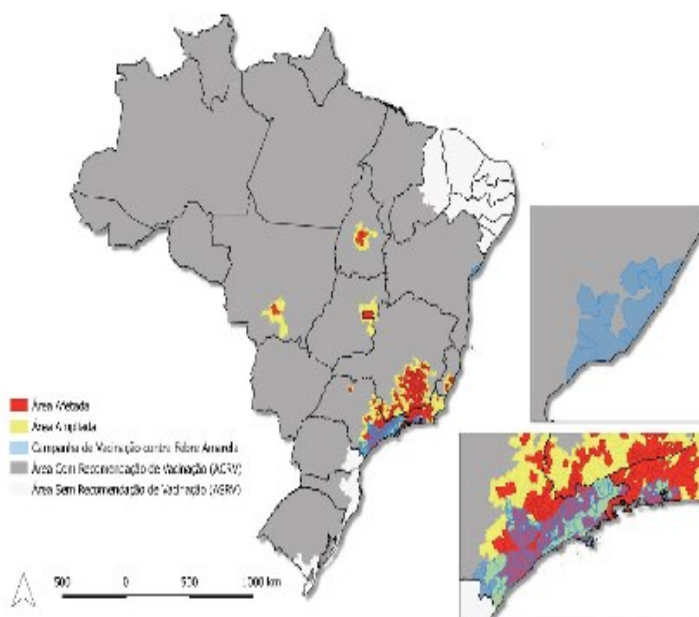 Área Afetada
Área Ampliada
Campanha de Vacinação contra Febre Amarela
Área Com Recomendação de Vacinação (ACRV)
Área Sem Recomendação de Vacinação (ASRV)
500 0 500 1000 km